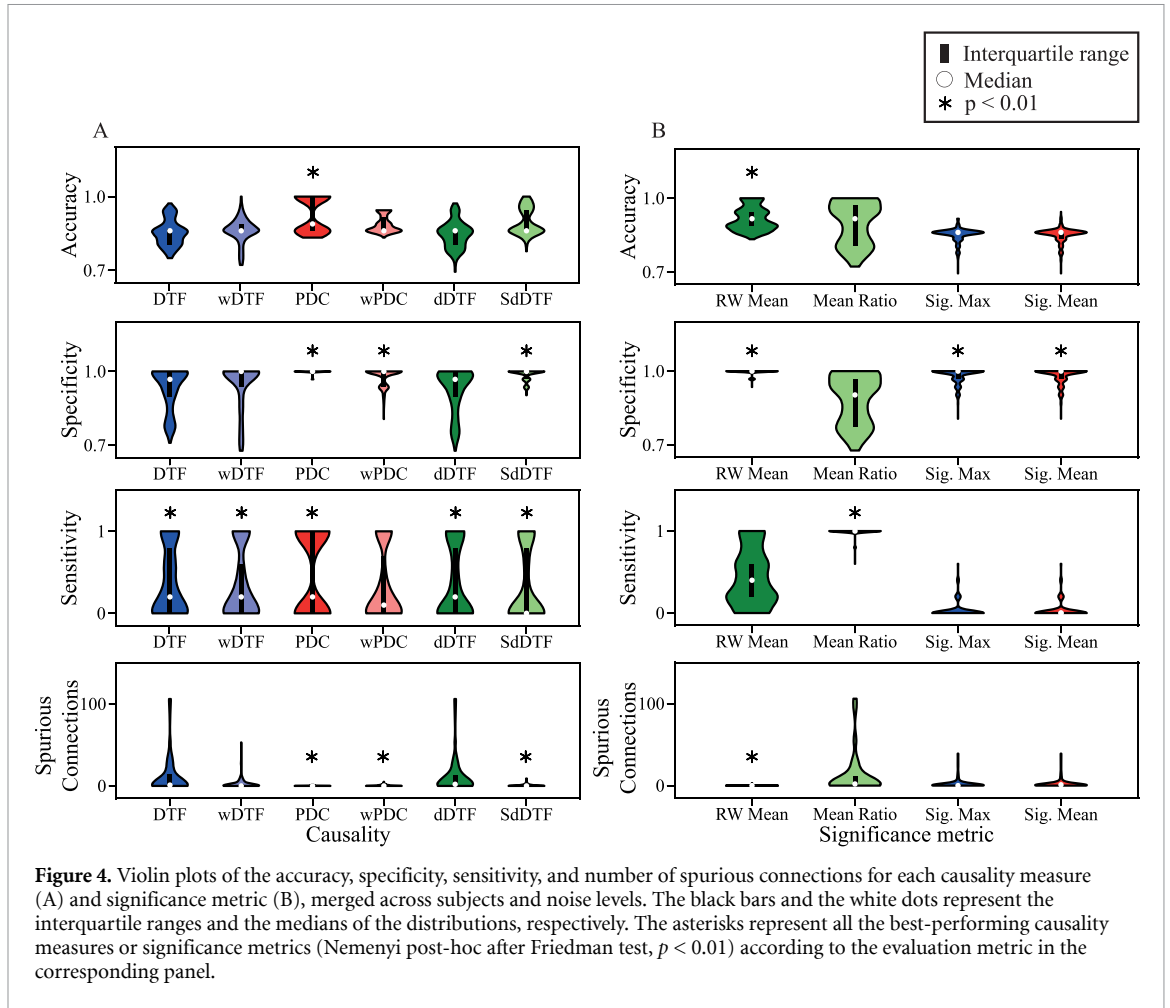 Interquartile range
Median
* p < 0.01
A
Accuracy
1.0
0.7
*
DTF wDTF PDC wPDC dDTF SdDTF
Specificity
1.0
0.7
* * *
DTF wDTF PDC wPDC dDTF SdDTF
Sensitivity
1
0
* * * * *
DTF wDTF PDC wPDC dDTF SdDTF
Spurious
Connections
100
0
* * *
DTF wDTF PDC wPDC dDTF SdDTF
Causality
B
Accuracy
1.0
0.7
*
RW Mean Mean Ratio Sig. Max Sig. Mean
Specificity
1.0
0.7
* * *
RW Mean Mean Ratio Sig. Max Sig. Mean
Sensitivity
1
0
*
RW Mean Mean Ratio Sig. Max Sig. Mean
Spurious
Connections
100
0
*
RW Mean Mean Ratio Sig. Max Sig. Mean
Significance metric
Figure 4. Violin plots of the accuracy, specificity, sensitivity, and number of spurious connections for each causality measure
(A) and significance metric (B), merged across subjects and noise levels. The black bars and the white dots represent the
interquartile ranges and the medians of the distributions, respectively. The asterisks represent all the best-performing causality
measures or significance metrics (Nemenyi post-hoc after Friedman test, p < 0.01) according to the evaluation metric in the
corresponding panel.